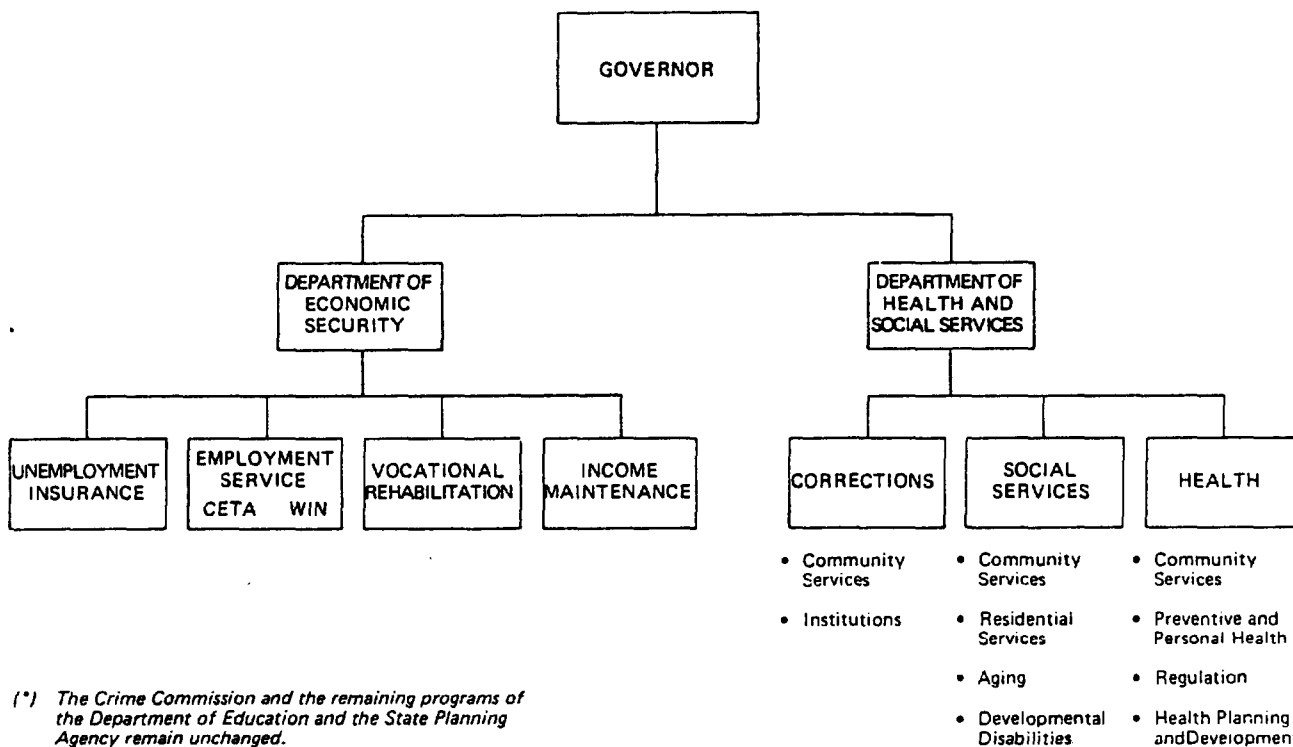 GOVERNOR
DEPARTMENT OF
ECONOMIC
SECURITY
DEPARTMENT OF
HEALTH AND
SOCIAL SERVICES
UNEMPLOYMENT
INSURANCE
EMPLOYMENT
SERVICE
CETA WIN
VOCATIONAL
REHABILITATION
INCOME
MAINTENANCE
CORRECTIONS
SOCIAL
SERVICES
HEALTH
• Community
Services
• Institutions
• Community
Services
• Residential
Services
• Aging
• Developmental
Disabilities
• Community
Services
• Preventive and
Personal Health
• Regulation
• Health Planning
and Developmen
(*) The Crime Commission and the remaining programs of
the Department of Education and the State Planning
Agency remain unchanged.